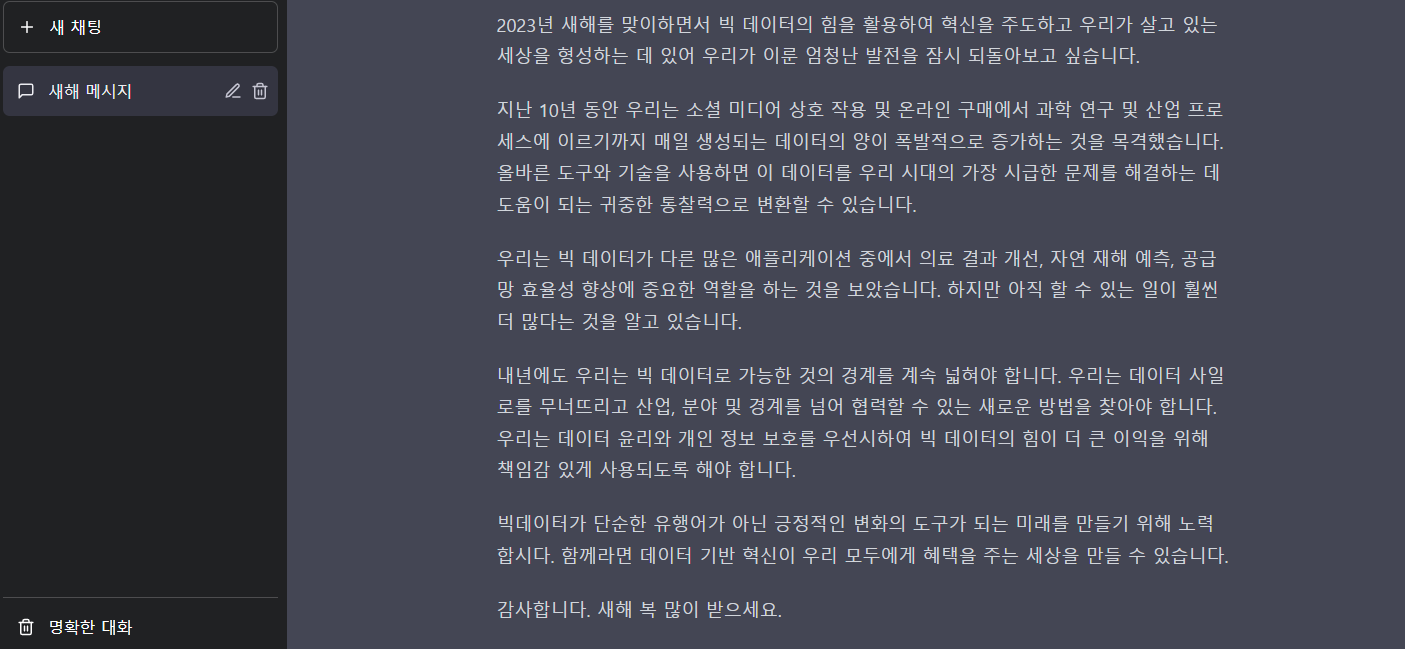 새 채팅
새해 메시지
명확한 대화
2023년 새해를 맞이하면서 빅 데이터의 힘을 활용하여 혁신을 주도하고 우리가 살고 있는
세상을 형성하는 데 있어 우리가 이룬 엄청난 발전을 잠시 되돌아보고 싶습니다.
지난 10년 동안 우리는 소셜 미디어 상호 작용 및 온라인 구매에서 과학 연구 및 산업 프로
세스에 이르기까지 매일 생성되는 데이터의 양이 폭발적으로 증가하는 것을 목격했습니다.
올바른 도구와 기술을 사용하면 이 데이터를 우리 시대의 가장 시급한 문제를 해결하는 데
도움이 되는 귀중한 통찰력으로 변환할 수 있습니다.
우리는 빅 데이터가 다른 많은 애플리케이션 중에서 의료 결과 개선, 자연 재해 예측, 공급
망 효율성 향상에 중요한 역할을 하는 것을 보았습니다. 하지만 아직 할 수 있는 일이 훨씬
더 많다는 것을 알고 있습니다.
내년에도 우리는 빅 데이터로 가능한 것의 경계를 계속 넓혀야 합니다. 우리는 데이터 사일
로를 무너뜨리고 산업, 분야 및 경계를 넘어 협력할 수 있는 새로운 방법을 찾아야 합니다.
우리는 데이터 윤리와 개인 정보 보호를 우선시하여 빅 데이터의 힘이 더 큰 이익을 위해
책임감 있게 사용되도록 해야 합니다.
빅데이터가 단순한 유행어가 아닌 긍정적인 변화의 도구가 되는 미래를 만들기 위해 노력
합시다. 함께라면 데이터 기반 혁신이 우리 모두에게 혜택을 주는 세상을 만들 수 있습니다.
감사합니다. 새해 복 많이 받으세요.